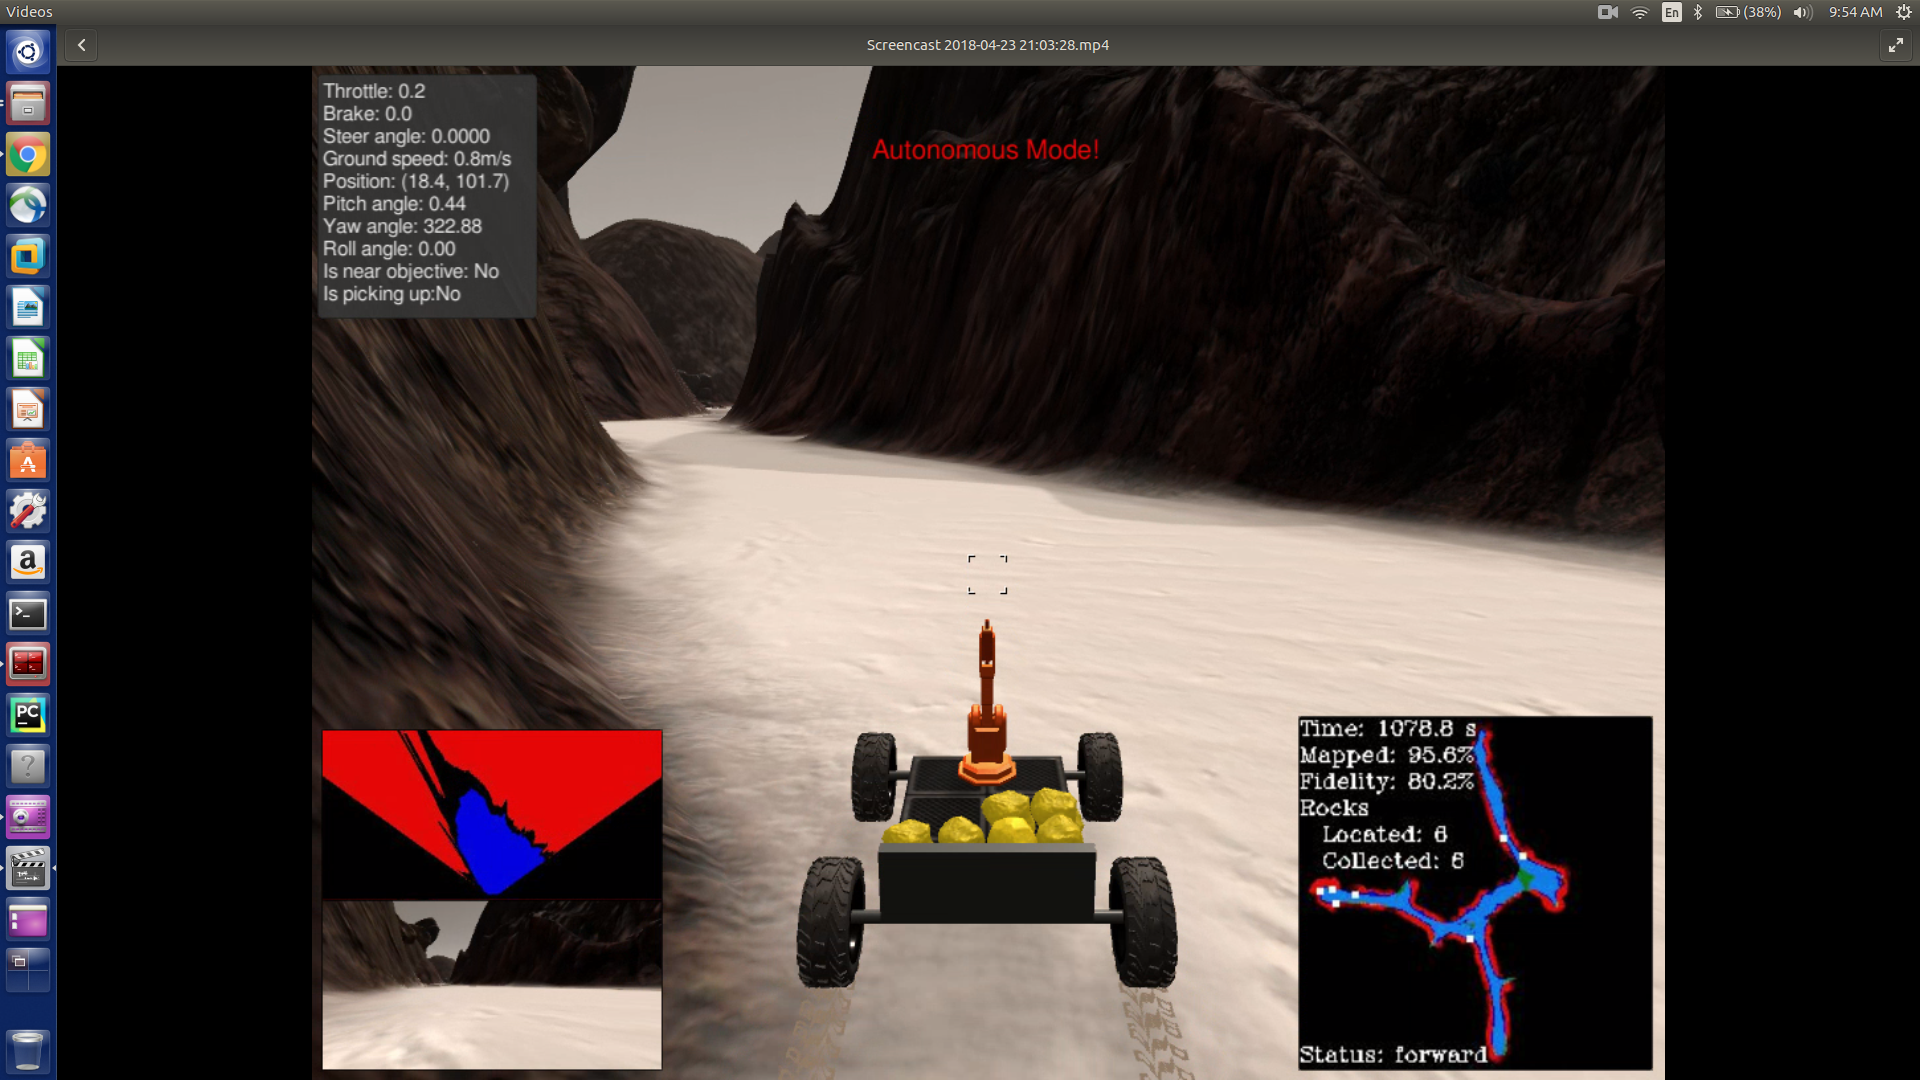 Videos
En
(38%)
9:54 AM
Screencast 2018-04-23 21:03:28.mp4
Throttle: 0.2
Brake: 0.0
Steer angle: 0.0000
Ground speed: 0.8m/s
Position: (18.4, 101.7)
Pitch angle: 0.44
Yaw angle: 322.88
Roll angle: 0.00
Is near objective: No
Is picking up:No
Autonomous Mode!
a
>_
PC
?
Time: 1078.8 s
Mapped: 95.6%
Fidelity: 80.2%
Rocks
Located: 6
Collected: 6
Status: forward